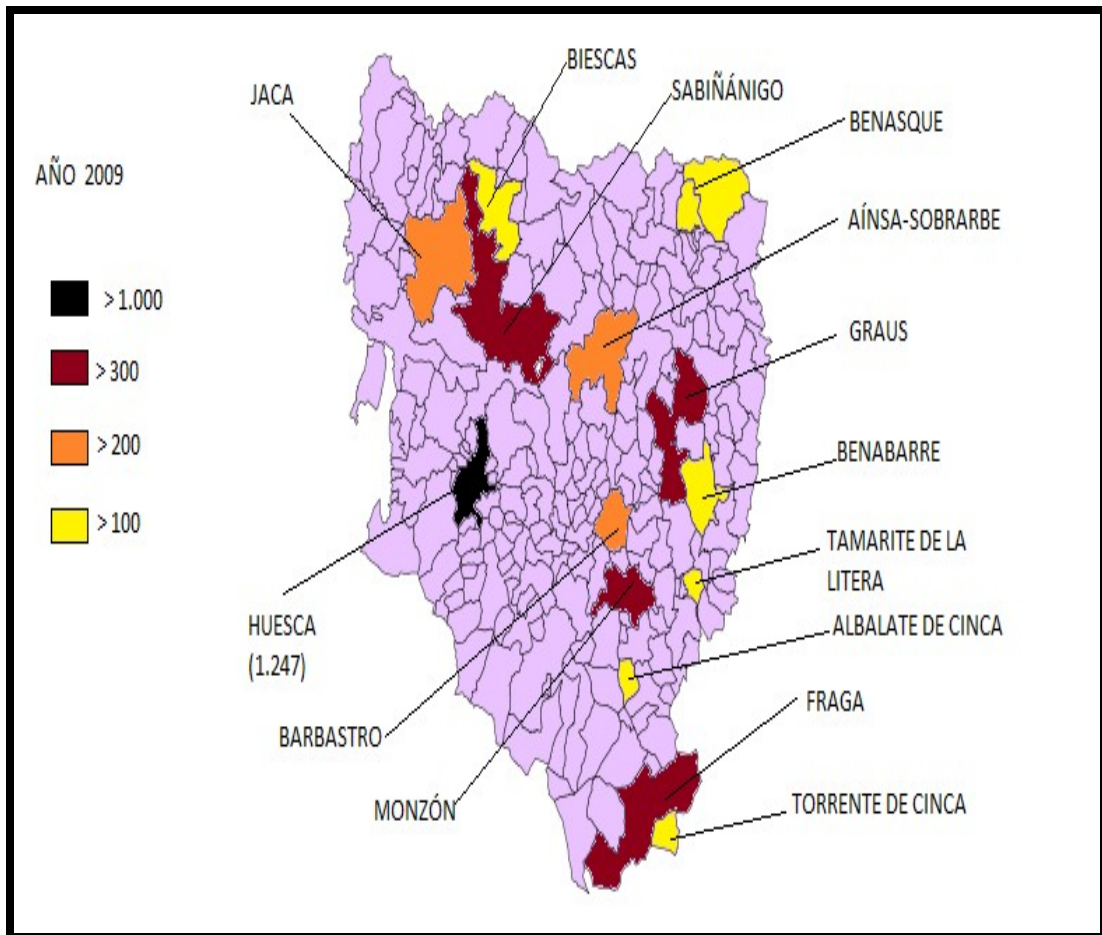 BIESCAS
JACA
SABIÑÁNIGO
BENASQUE
AÑO 2009
AÍNSA-SOBRARBE
>1.000
GRAUS
>300
>200
BENABARRE
>100
TAMARITE DE LA
LITERA
HUESCA
(1.247)
ALBALATE DE CINCA
FRAGA
BARBASTRO
MONZÓN
TORRENTE DE CINCA